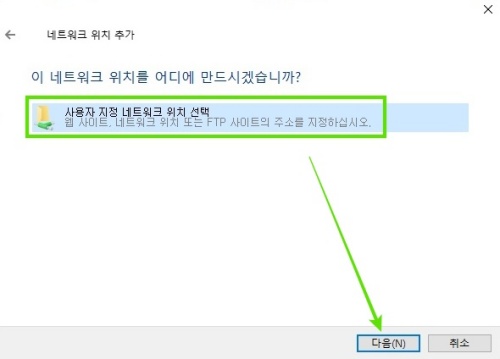 네트워크 위치 추가
이 네트워크 위치를 어디에 만드시겠습니까?
사용자 지정 네트워크 위치 선택
웹 사이트, 네트워크 위치 또는 FTP 사이트의 주소를 지정하십시오.
다음(N)
취소